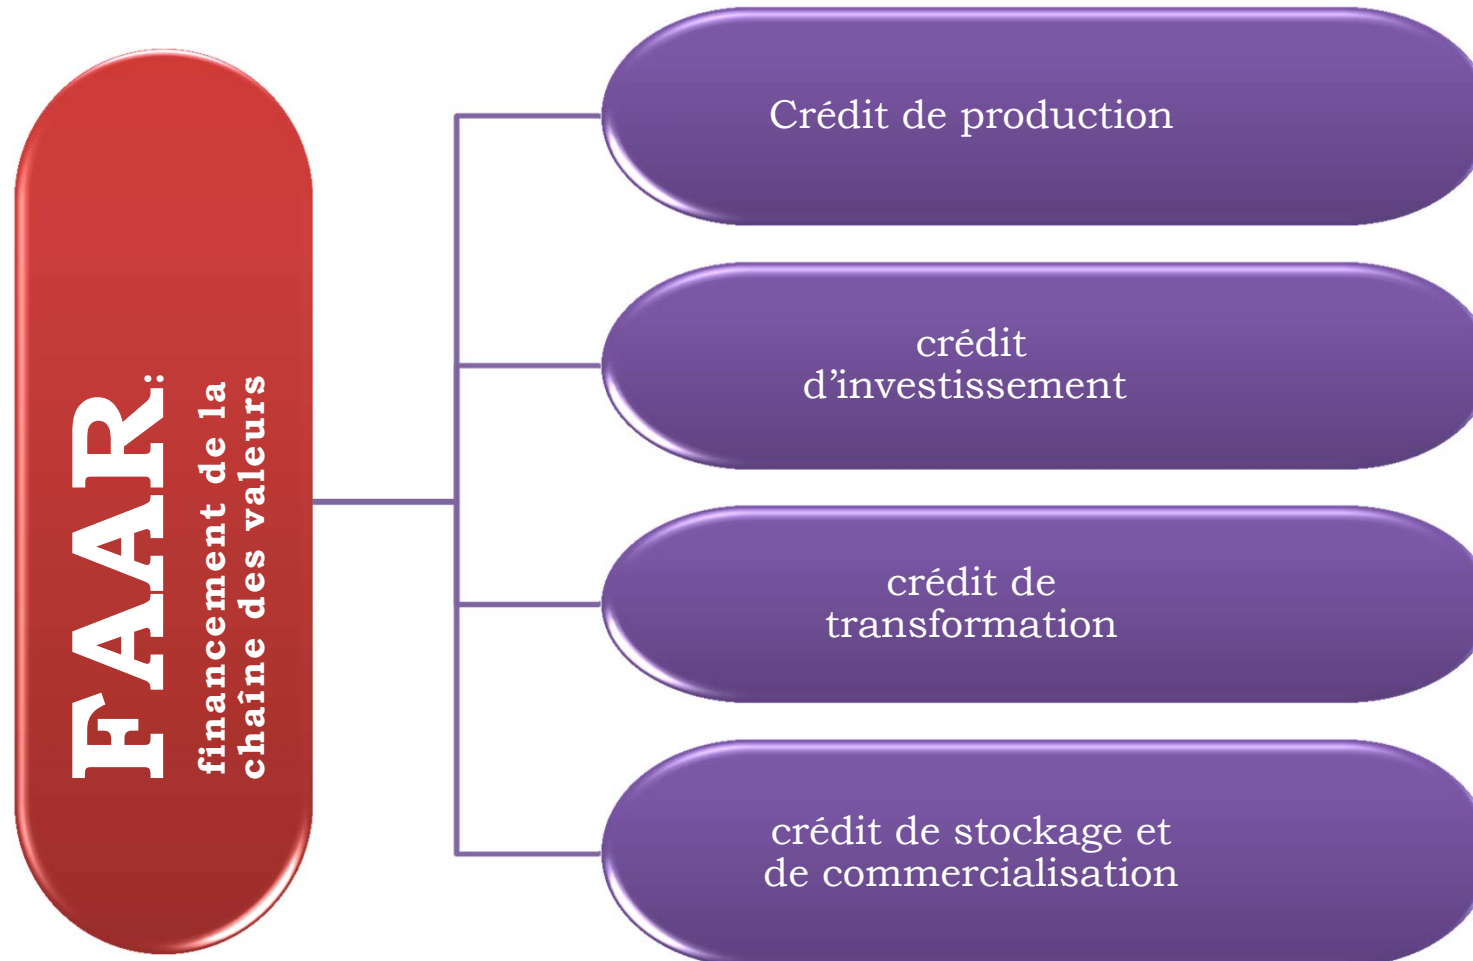 FAAR:
financement de la
chaîne des valeurs
Crédit de production
crédit
d’investissement
crédit de
transformation
crédit de stockage et
de commercialisation